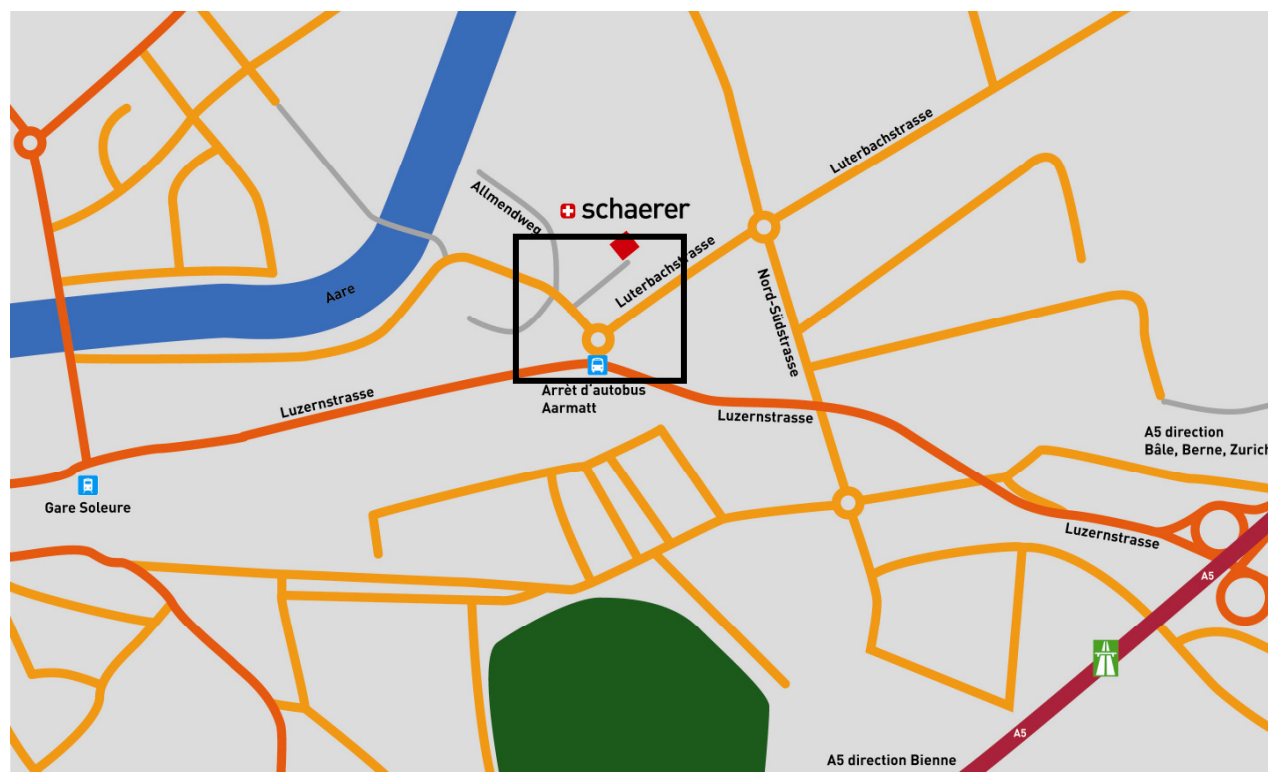 Luterbachstrasse
Allmendweg
schaerer
Luterbachstrasse
Aare
Nord-Südstrasse
Luzernstrasse
Arrèt d'autobus
Aarmatt
Luzernstrasse
A5 direction
Bâle, Berne, Zurich
Gare Soleure
Luzernstrasse
A5
A5
A5 direction Bienne